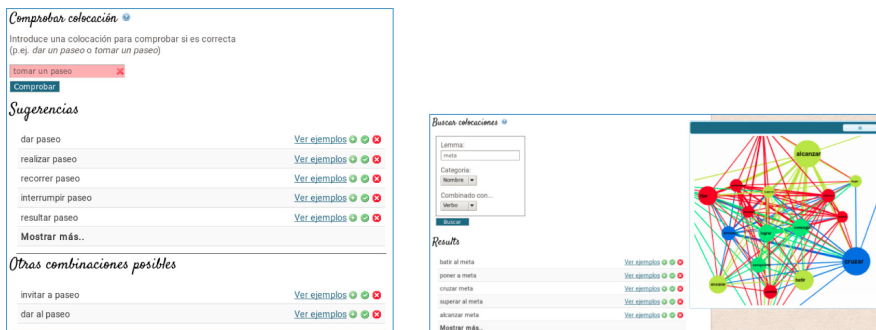 Comprobar colocación
Introduce una colocación para comprobar si es correcta
(p.ej. dar un paseo o tomar un paseo)
tomar un paseo
Comprobar
Sugerencias
dar paseo Ver ejemplos
realizar paseo Ver ejemplos
recorrer paseo Ver ejemplos
interrumpir paseo Ver ejemplos
resultar paseo Ver ejemplos
Mostrar más..
Otras combinaciones posibles
invitar a paseo Ver ejemplos
dar al paseo Ver ejemplos
Buscar colocaciones
Lemma:
meta
Categoria:
Nombre
Combinado con...
Verbo
Buscar
Results
batir al meta Ver ejemplos
poner a meta Ver ejemplos
cruzar meta Ver ejemplos
superar al meta Ver ejemplos
alcanzar meta Ver ejemplos
Mostrar más..
alcanzar
cruzar
salir